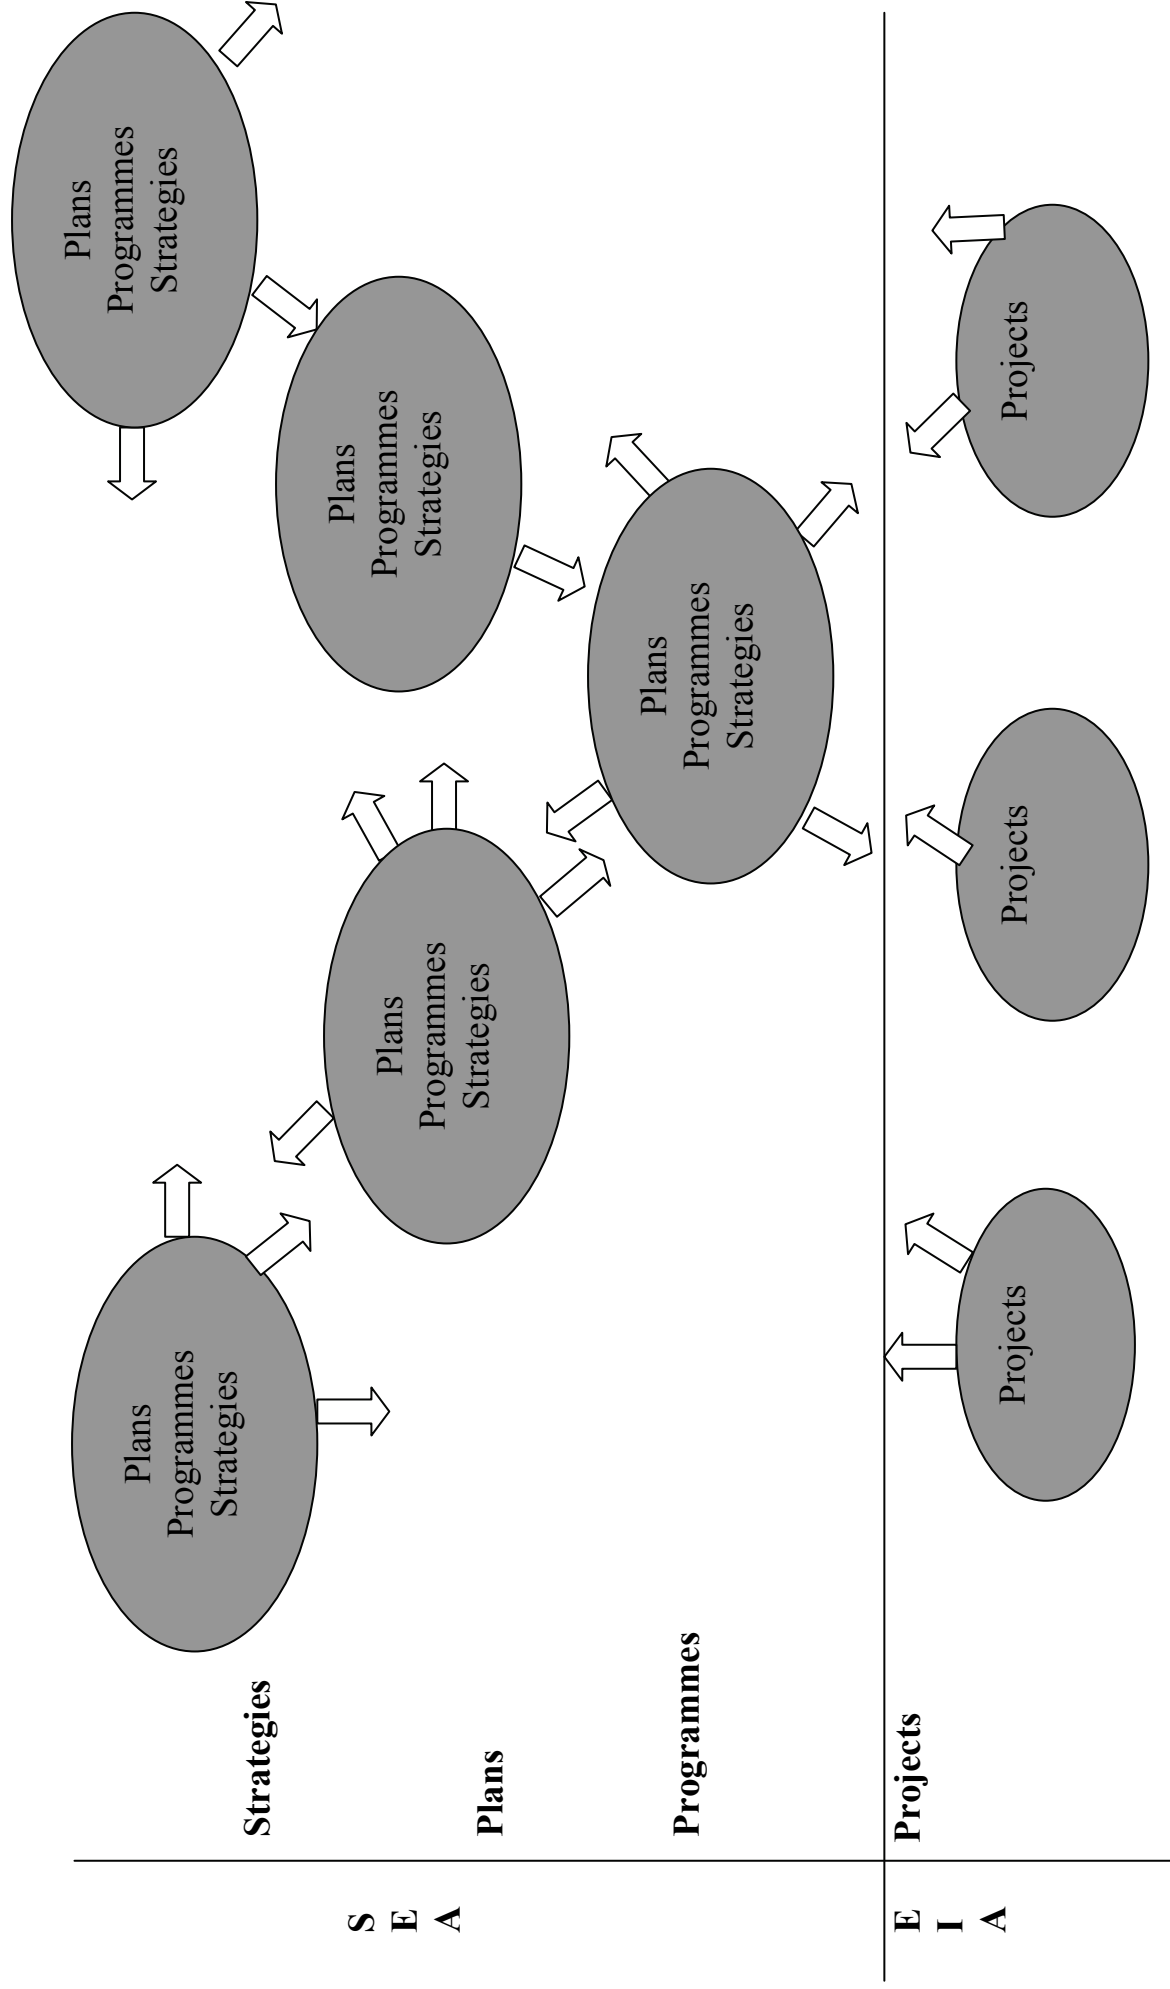 S
E
A
Strategies
Plans
Programmes
Plans
Programmes
Strategies
Plans
Programmes
Strategies
Plans
Programmes
Strategies
Plans
Programmes
Strategies
Plans
Programmes
Strategies
E
I
A
Projects
Projects
Projects
Projects